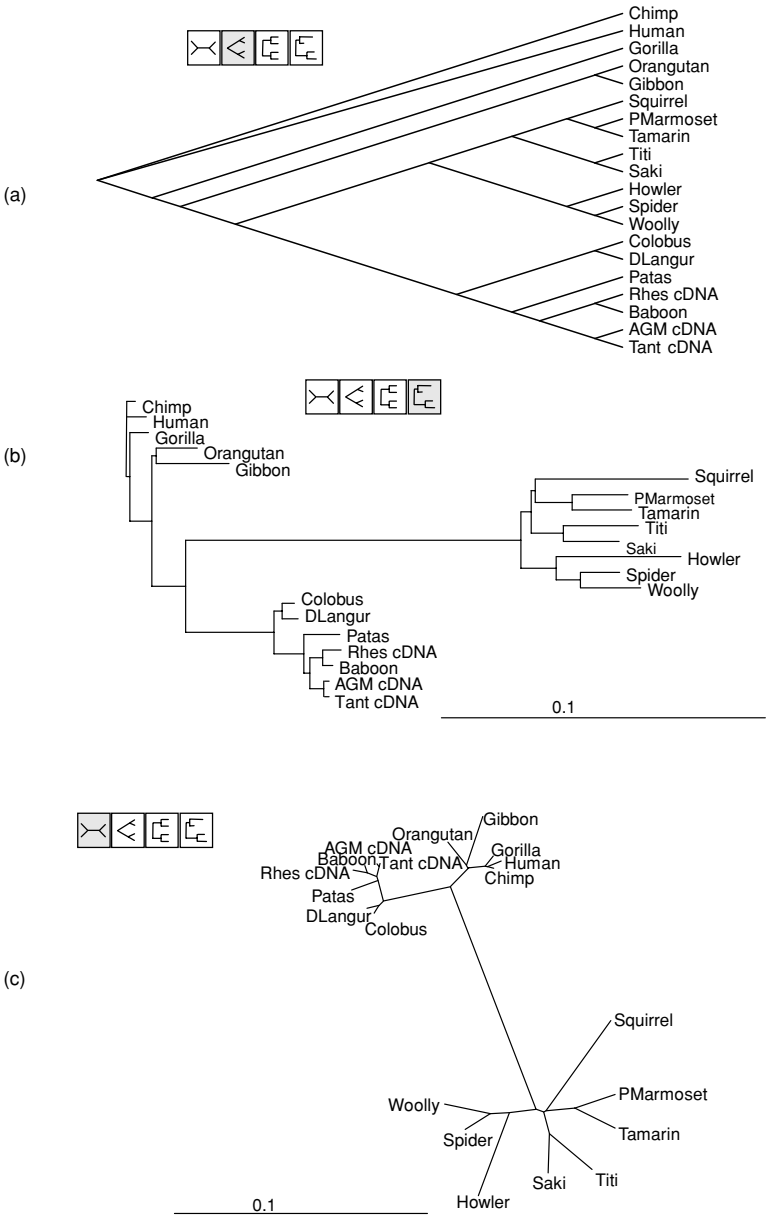 Chimp
Human
Gorilla
Orangutan
Gibbon
Squirrel
PMarmoset
Tamarin
Titi
Saki
(a)
Howler
Spider
Woolly
Colobus
DLangur
Patas
Rhes cDNA
Baboon
AGM cDNA
Tant cDNA
Chimp
Human
Gorilla
(b)
Orangutan
Gibbon
Squirrel
PMarmoset
Tamarin
Titi
Saki
Howler
Spider
Woolly
Colobus
DLangur
Patas
Rhes cDNA
Baboon
AGM cDNA
Tant cDNA
0.1
Gibbon
Orangutan
AGM cDNA
Gorilla
Baboon
Tant cDNA
Human
Rhes cDNA
Chimp
Patas
DLangur
Colobus
(c)
Squirrel
PMarmoset
Woolly
Tamarin
Spider
Titi
Saki
Howler
0.1